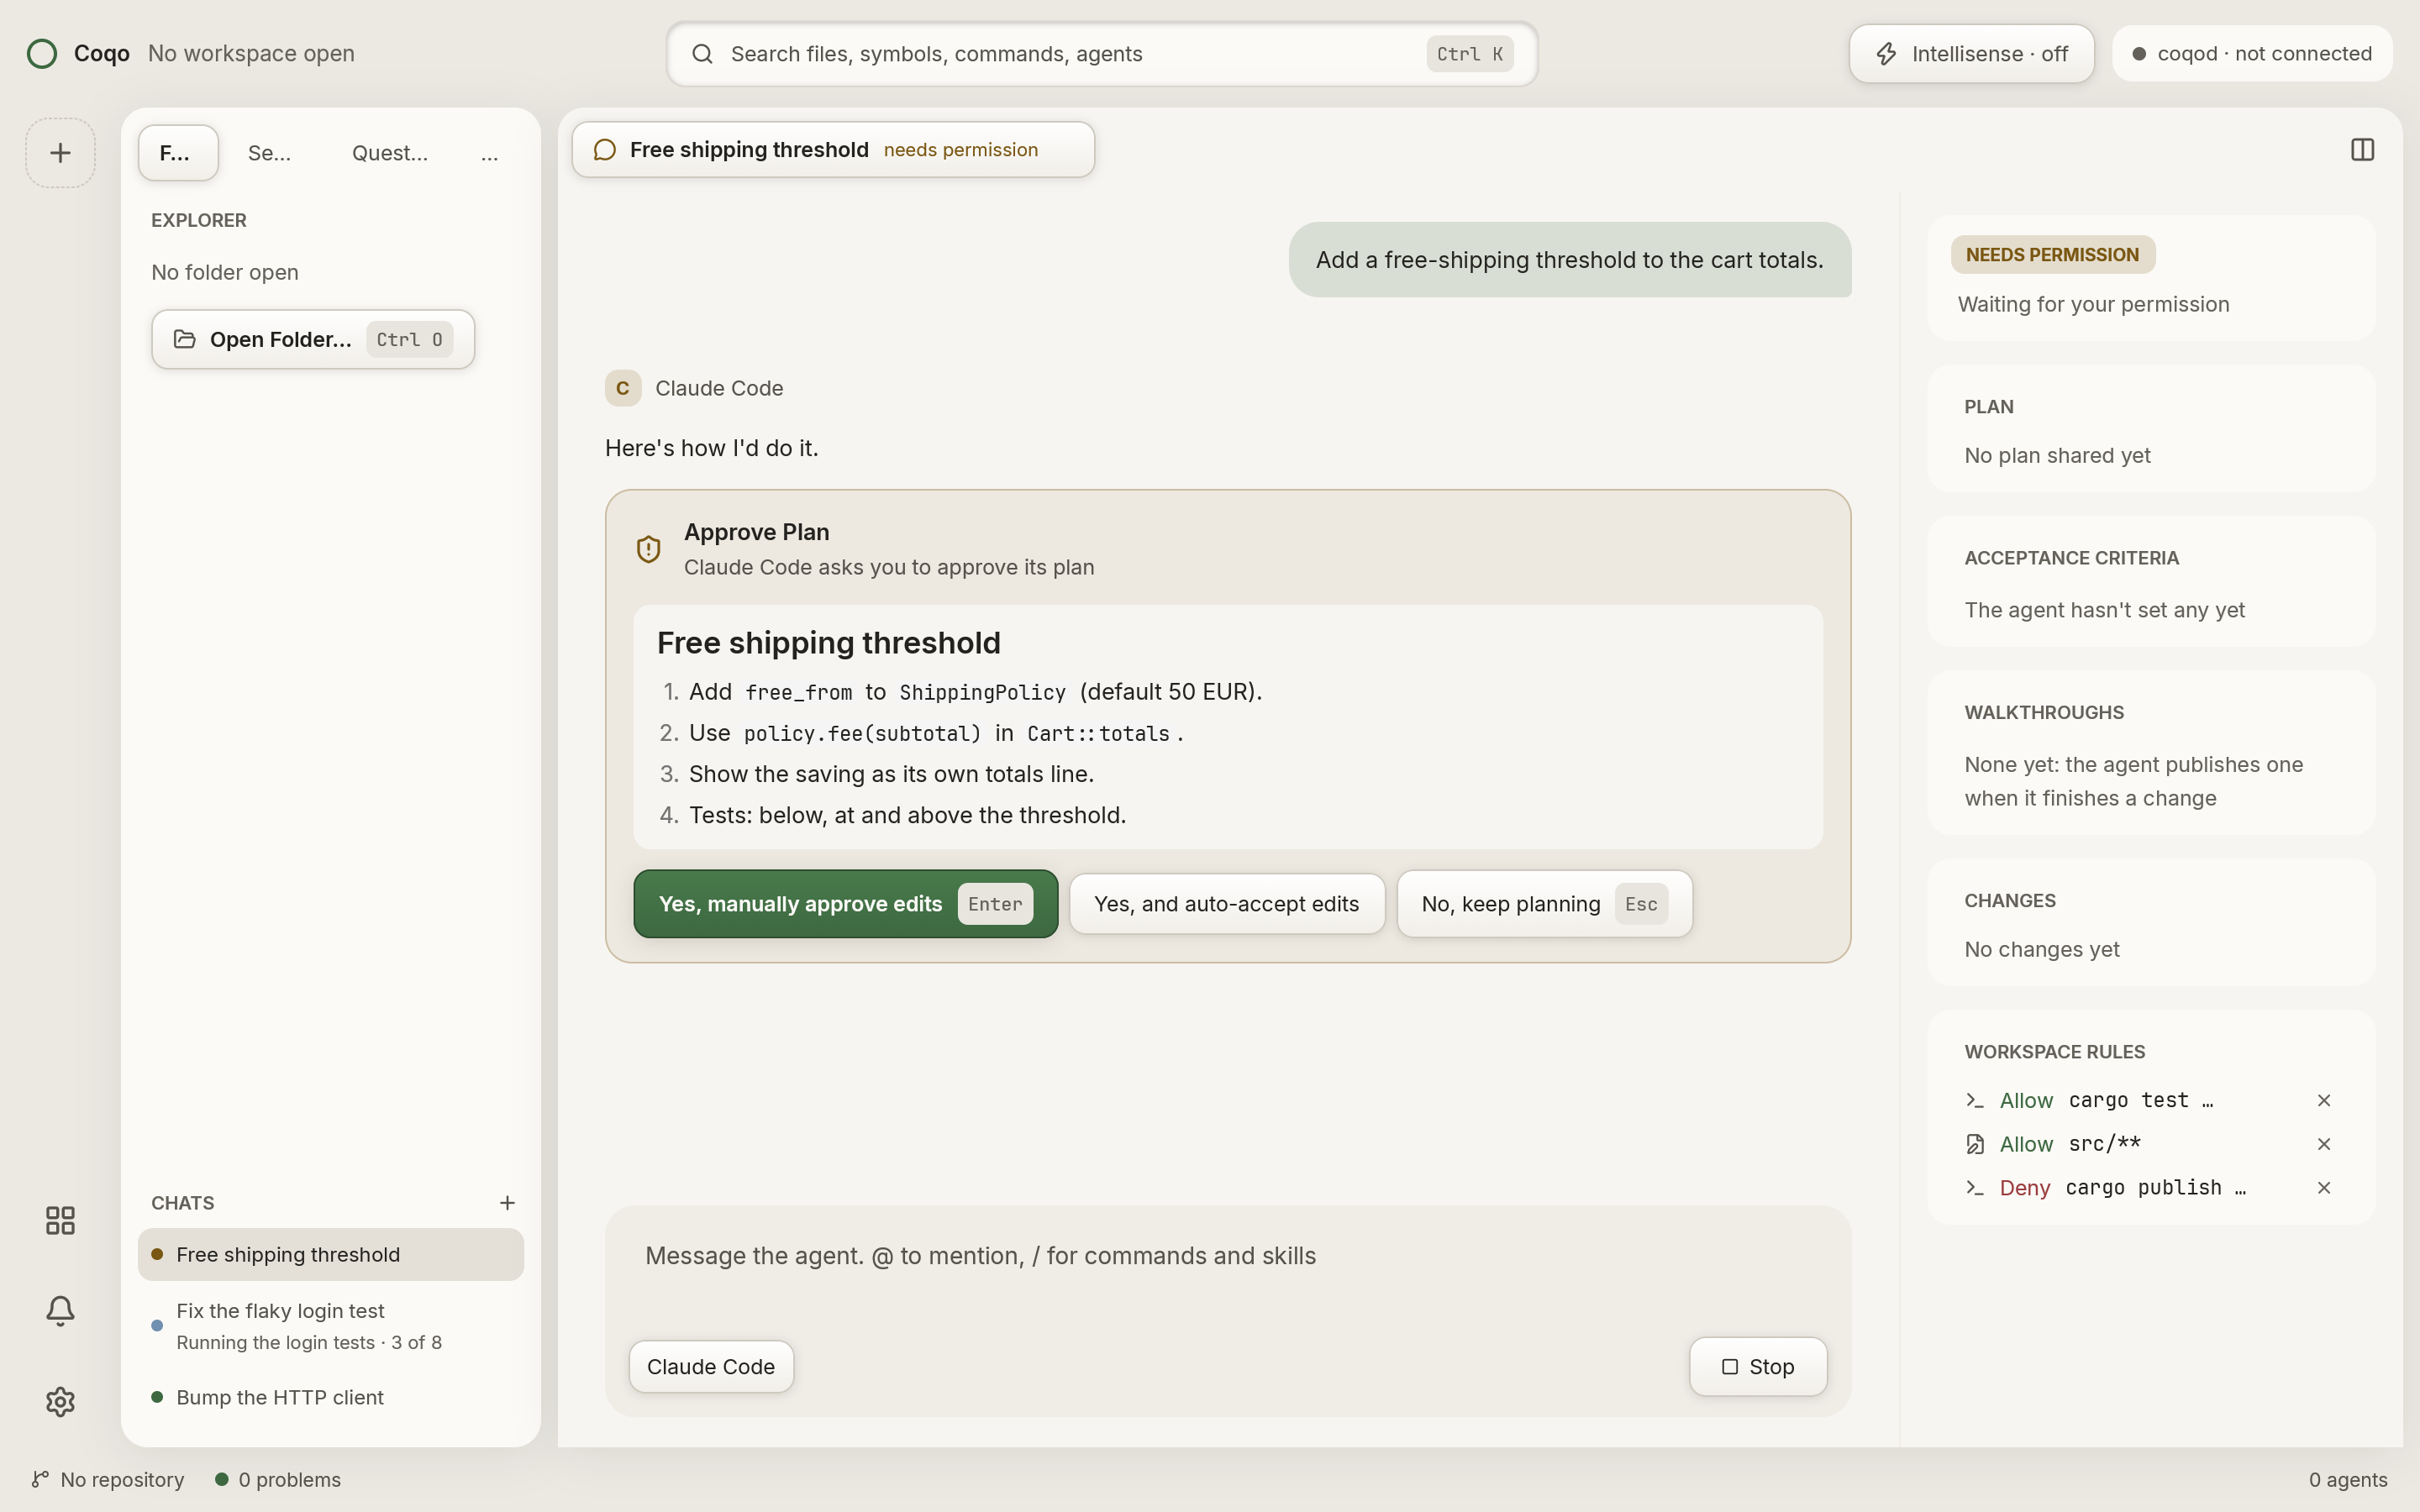 Coqo No workspace open
Search files, symbols, commands, agents Ctrl K
Intellisense · off
coqod · not connected
F... Se... Quest... ...
EXPLORER
No folder open
Open Folder... Ctrl O
CHATS
Free shipping threshold
Fix the flaky login test
Running the login tests · 3 of 8
Bump the HTTP client
Free shipping threshold needs permission
Add a free-shipping threshold to the cart totals.
C Claude Code
Here's how I'd do it.
Approve Plan
Claude Code asks you to approve its plan
Free shipping threshold
1. Add free_from to ShippingPolicy (default 50 EUR).
2. Use policy.fee(subtotal) in Cart::totals.
3. Show the saving as its own totals line.
4. Tests: below, at and above the threshold.
Yes, manually approve edits Enter
Yes, and auto-accept edits
No, keep planning Esc
Message the agent. @ to mention, / for commands and skills
Claude Code
Stop
NEEDS PERMISSION
Waiting for your permission
PLAN
No plan shared yet
ACCEPTANCE CRITERIA
The agent hasn't set any yet
WALKTHROUGHS
None yet: the agent publishes one
when it finishes a change
CHANGES
No changes yet
WORKSPACE RULES
Allow cargo test …
Allow src/**
Deny cargo publish …
No repository
0 problems
0 agents